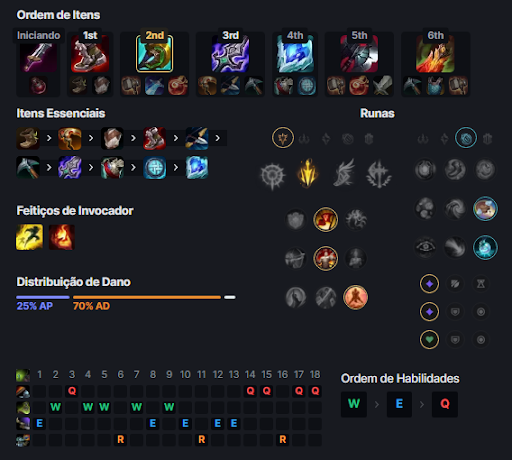 Ordem de Itens
Iniciando 1st 2nd 3rd 4th 5th 6th
Itens Essenciais
Runas
Feitiços de Invocador
Distribuição de Dano
25% AP 70% AD
1 2 3 4 5 6 7 8 9 10 11 12 13 14 15 16 17 18
Q Q Q Q Q
W W W W W
E E E E E
R R R
Ordem de Habilidades
W > E > Q